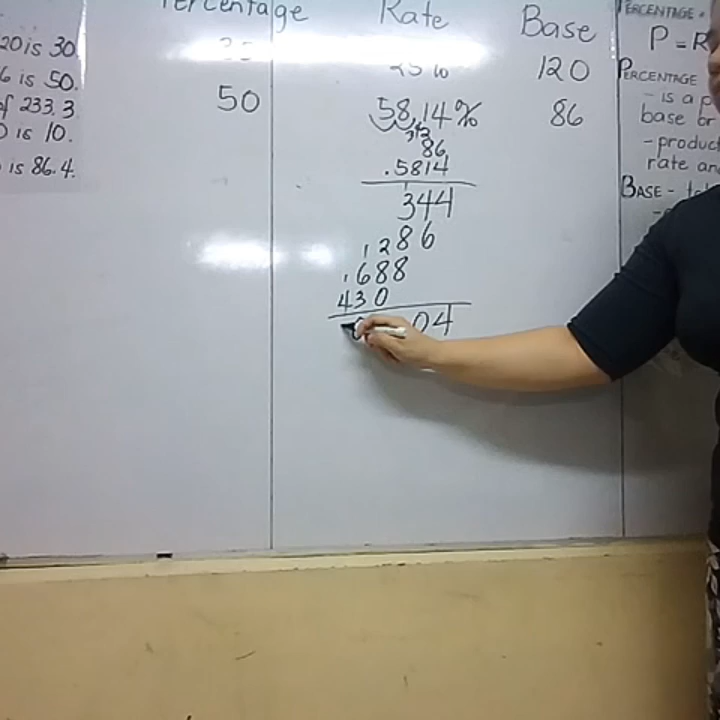 Percentage Rate Base
20 is 30.
120
6 is 50.
50 58.14% 86
of 233.3
is 10.
is 86.4.
86
.5814
344
86
688
430
04
PERCENTAGE
P = R
PERCENTAGE
- is a p
base or
- product
rate an
BASE -